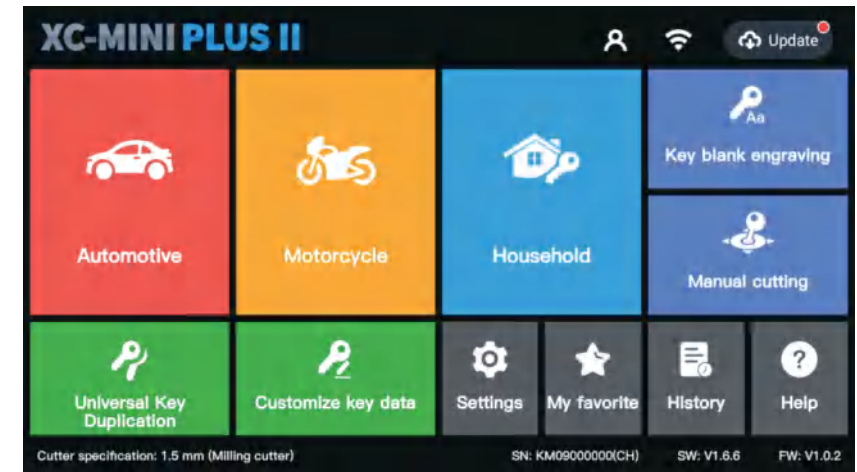 XC-MINI PLUS II
Update
Automotive
Motorcycle
Household
Aa
Key blank engraving
Manual cutting
Universal Key
Duplication
Customize key data
Settings
My favorite
History
?
Help
Cutter specification: 1.5 mm (Milling cutter)
SN: KM09000000(CH)
SW: V1.6.6
FW: V1.0.2